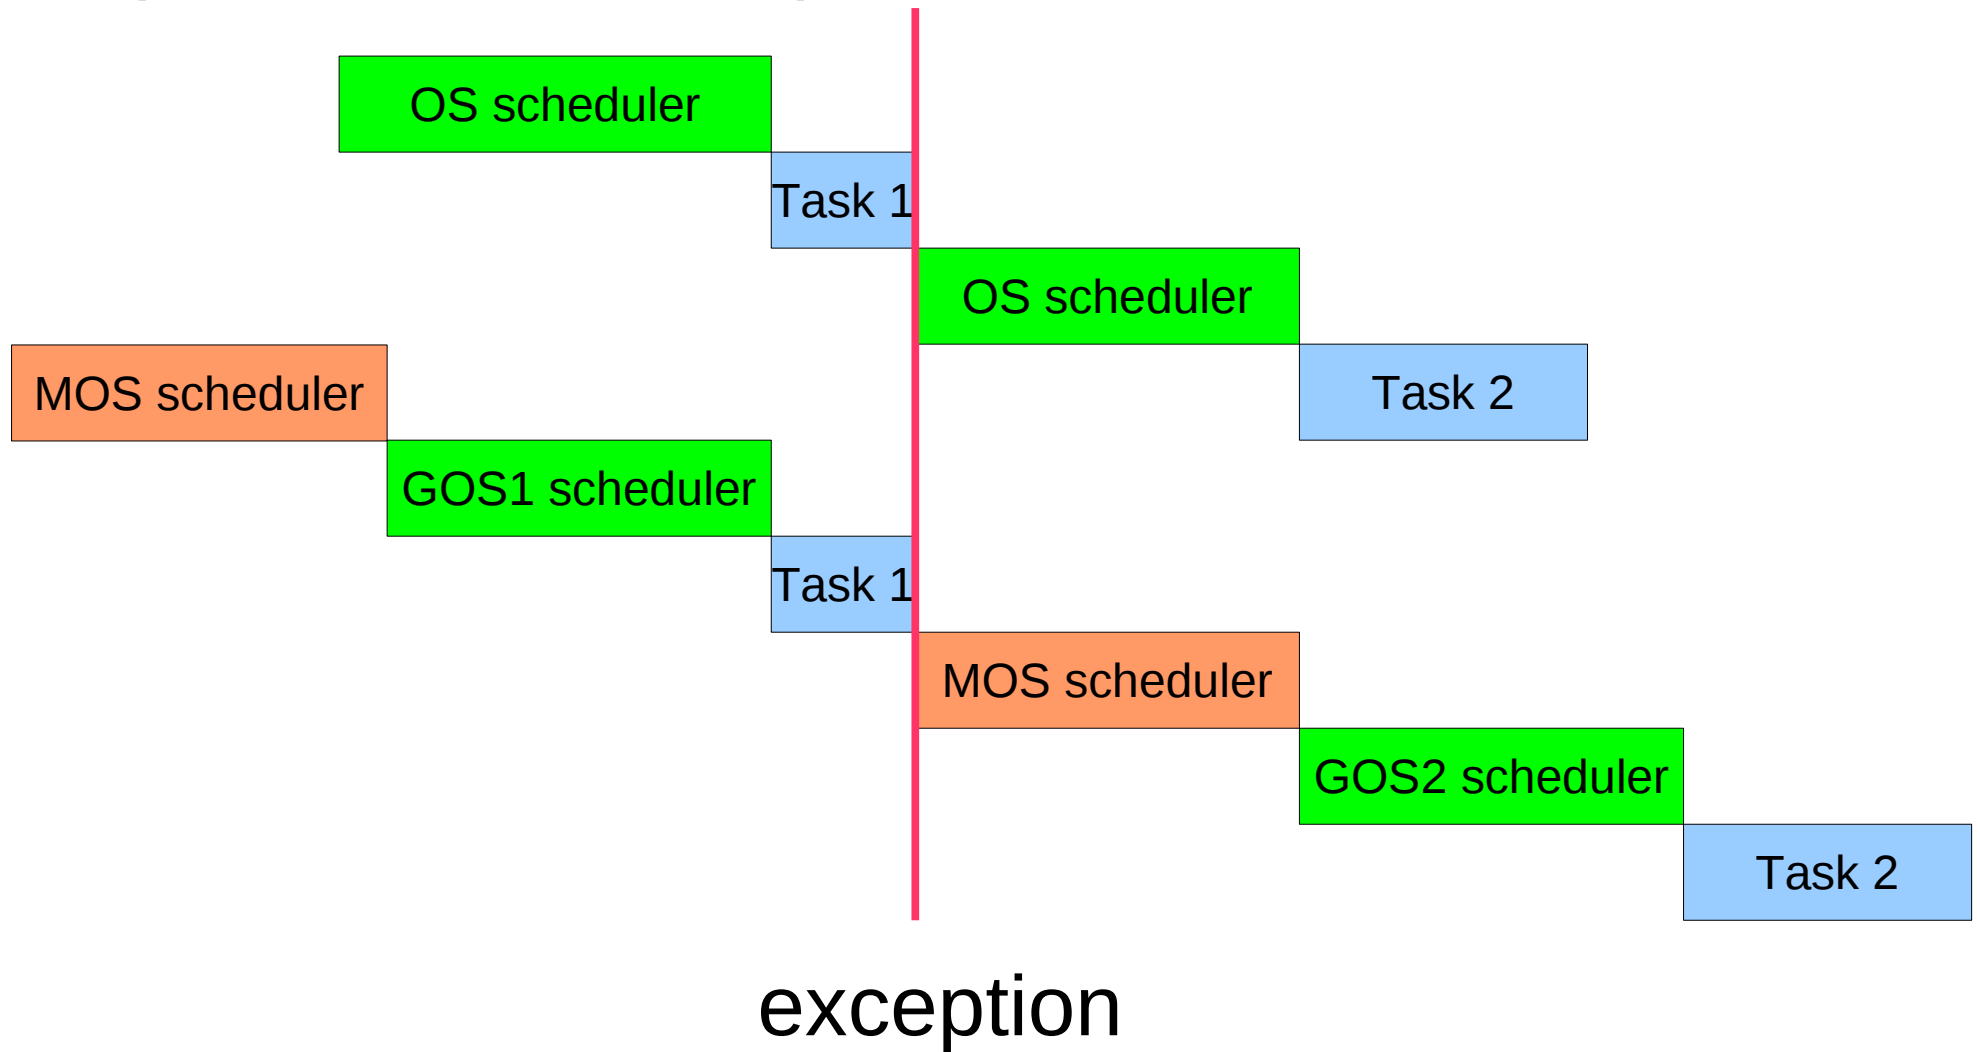 OS scheduler
Task 1
OS scheduler
Task 2
MOS scheduler
GOS1 scheduler
Task 1
MOS scheduler
GOS2 scheduler
Task 2
exception